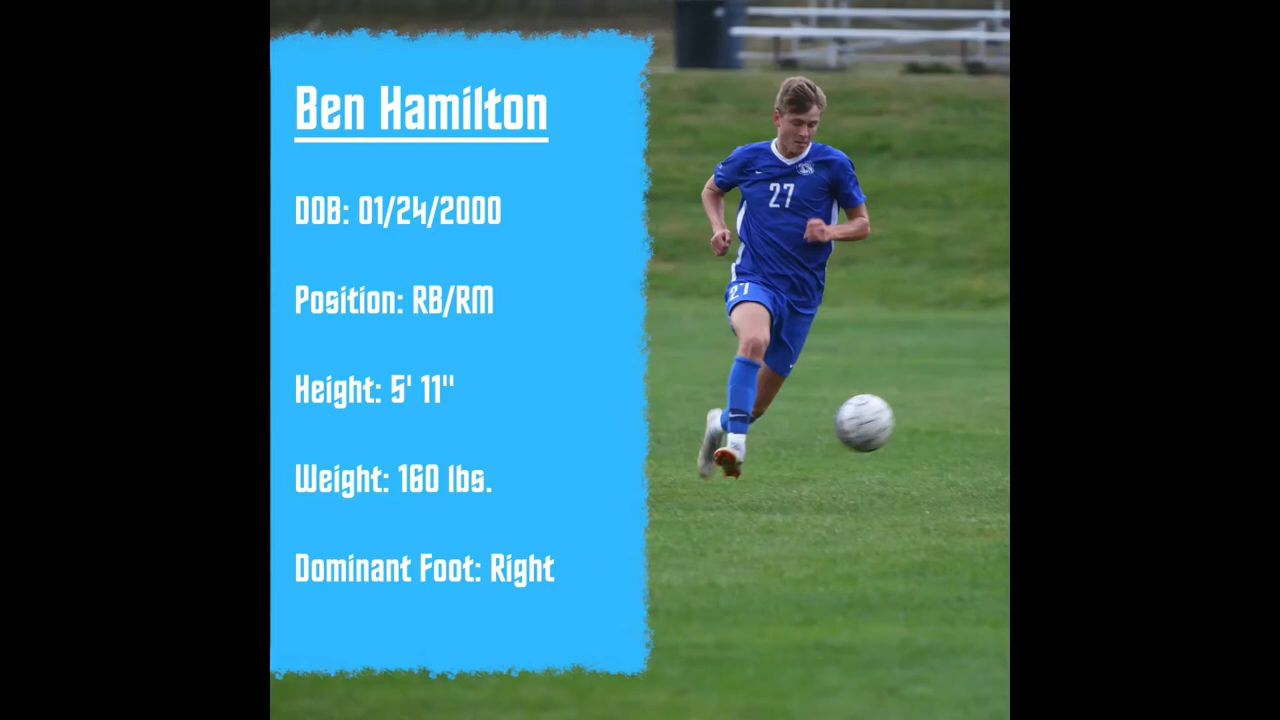 Ben Hamilton
DOB: 01/24/2000
Position: RB/RM
Height: 5' 11"
Weight: 160 lbs.
Dominant Foot: Right
27
27